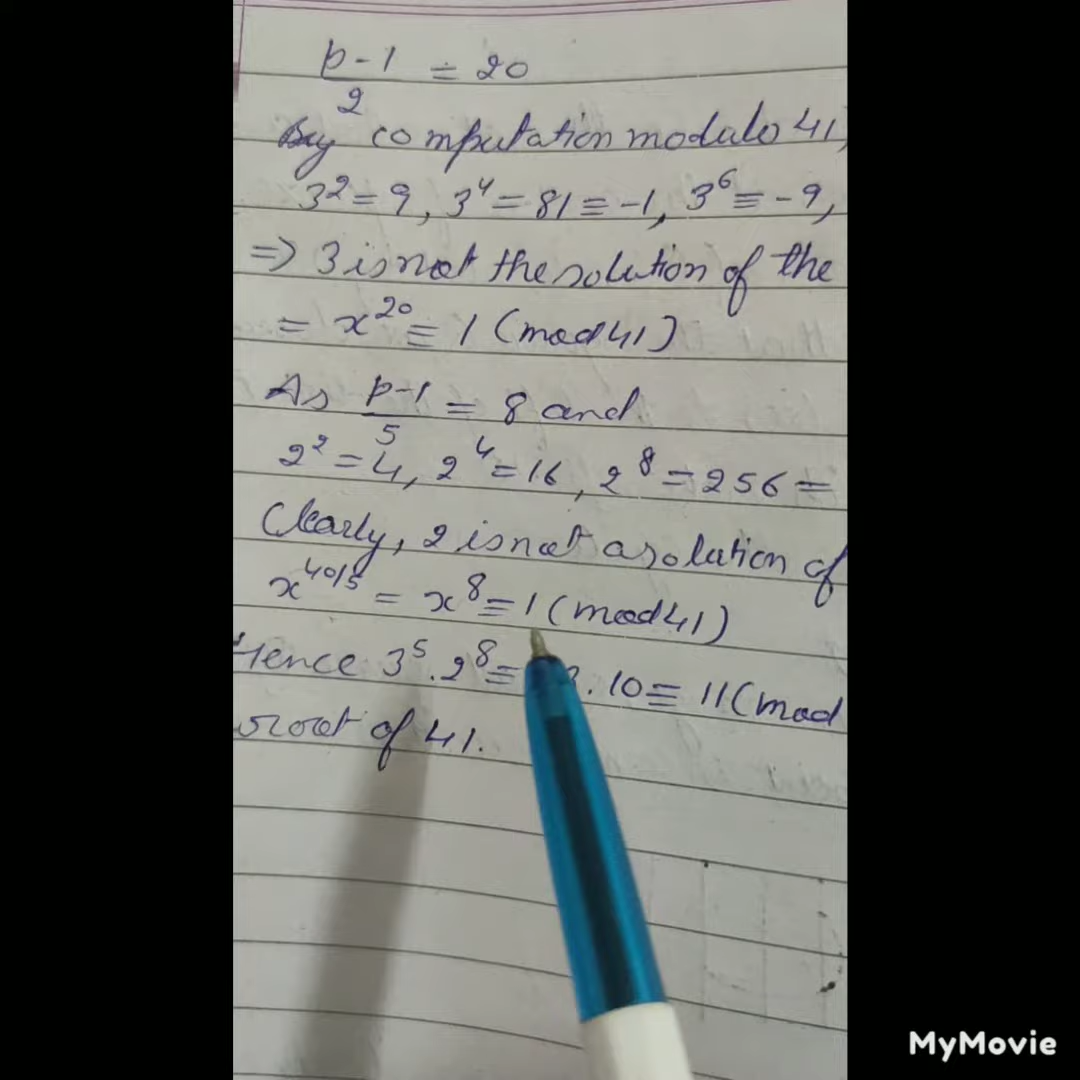 p-1/2 = 20
By computation modulo 41,
3² = 9, 3⁴ = 81 ≡ -1, 3⁶ ≡ -9,
⇒ 3 is not the solution of the
= x²⁰ ≡ 1 (mod 41)
As p-1/5 = 8 and
2² = 4, 2⁴ = 16, 2⁸ = 256 =
Clearly, 2 is not a solution of
x⁴⁰/⁵ = x⁸ ≡ 1 (mod 41)
Hence 3⁵.2⁸ ≡ .10 ≡ 11 (mod
root of 41.
MyMovie